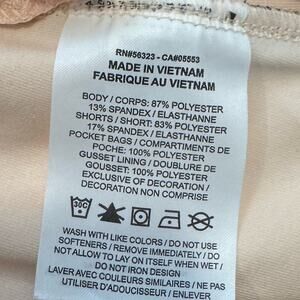 RN#56323 - CA#05553
MADE IN VIETNAM
FABRIQUE AU VIETNAM
BODY / CORPS: 87% POLYESTER
13% SPANDEX / ELASTHANNE
SHORTS / SHORT: 83% POLYESTER
17% SPANDEX / ELASTHANNE
POCKET BAGS / COMPARTIMENTS DE
POCHE: 100% POLYESTER
GUSSET LINING / DOUBLURE DE
GOUSSET: 100% POLYESTER
EXCLUSIVE OF DECORATION /
DECORATION NON COMPRISE
30C
WASH WITH LIKE COLORS / DO NOT USE
SOFTENERS / REMOVE IMMEDIATELY / DO
NOT ALLOW TO LAY ON ITSELF WHEN WET /
DO NOT IRON DESIGN
LAVER AVEC COULEURS SIMILAIRES / NE PAS
UTILISER D'ADOUCISSEUR / ENLEVER